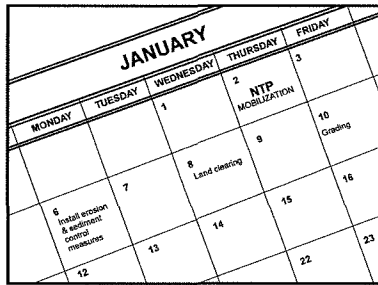 JANUARY
MONDAY
TUESDAY
WEDNESDAY
THURSDAY
FRIDAY
1
2
NTP
MOBILIZATION
3
6
Install erosion
& sediment
control
measures
7
8
Land clearing
9
10
Grading
12
13
14
15
16
22
23